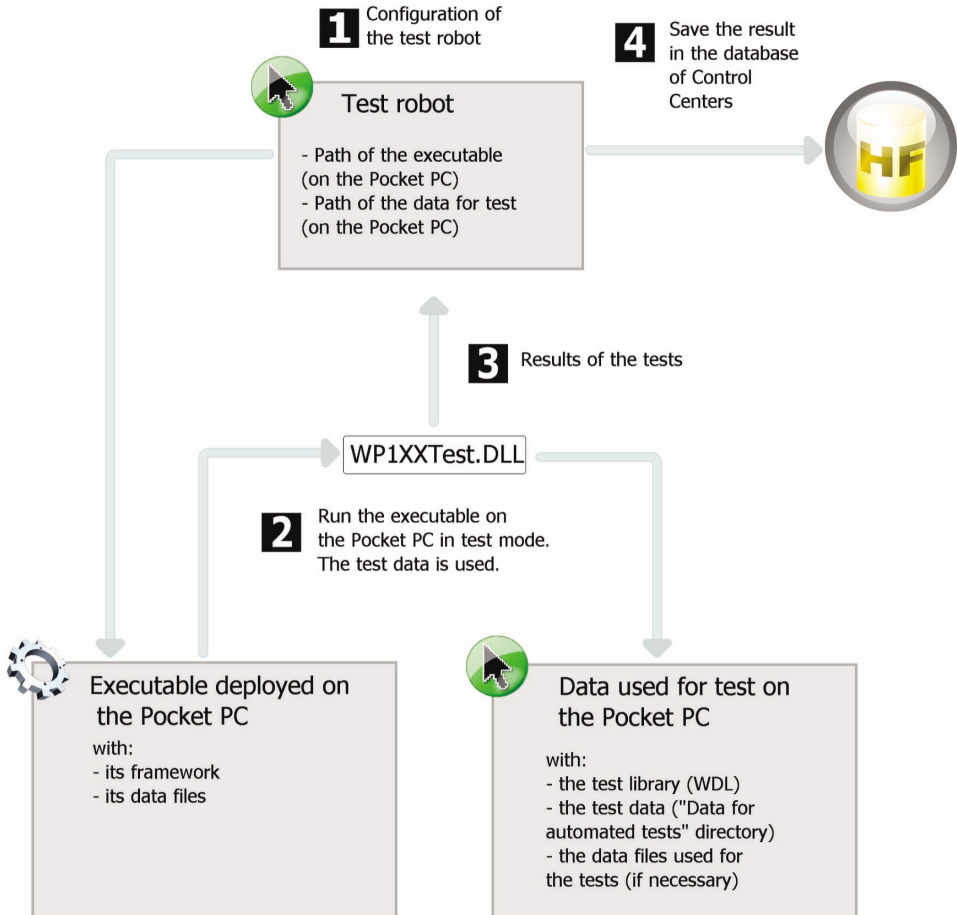 1
Configuration of
the test robot
4
Save the result
in the database
of Control
Centers
Test robot
- Path of the executable
(on the Pocket PC)
- Path of the data for test
(on the Pocket PC)
HF
3
Results of the tests
WP1XXTest.DLL
2
Run the executable on
the Pocket PC in test mode.
The test data is used.
Executable deployed on
the Pocket PC
with:
- its framework
- its data files
Data used for test on
the Pocket PC
with:
- the test library (WDL)
- the test data ("Data for
automated tests" directory)
- the data files used for
the tests (if necessary)